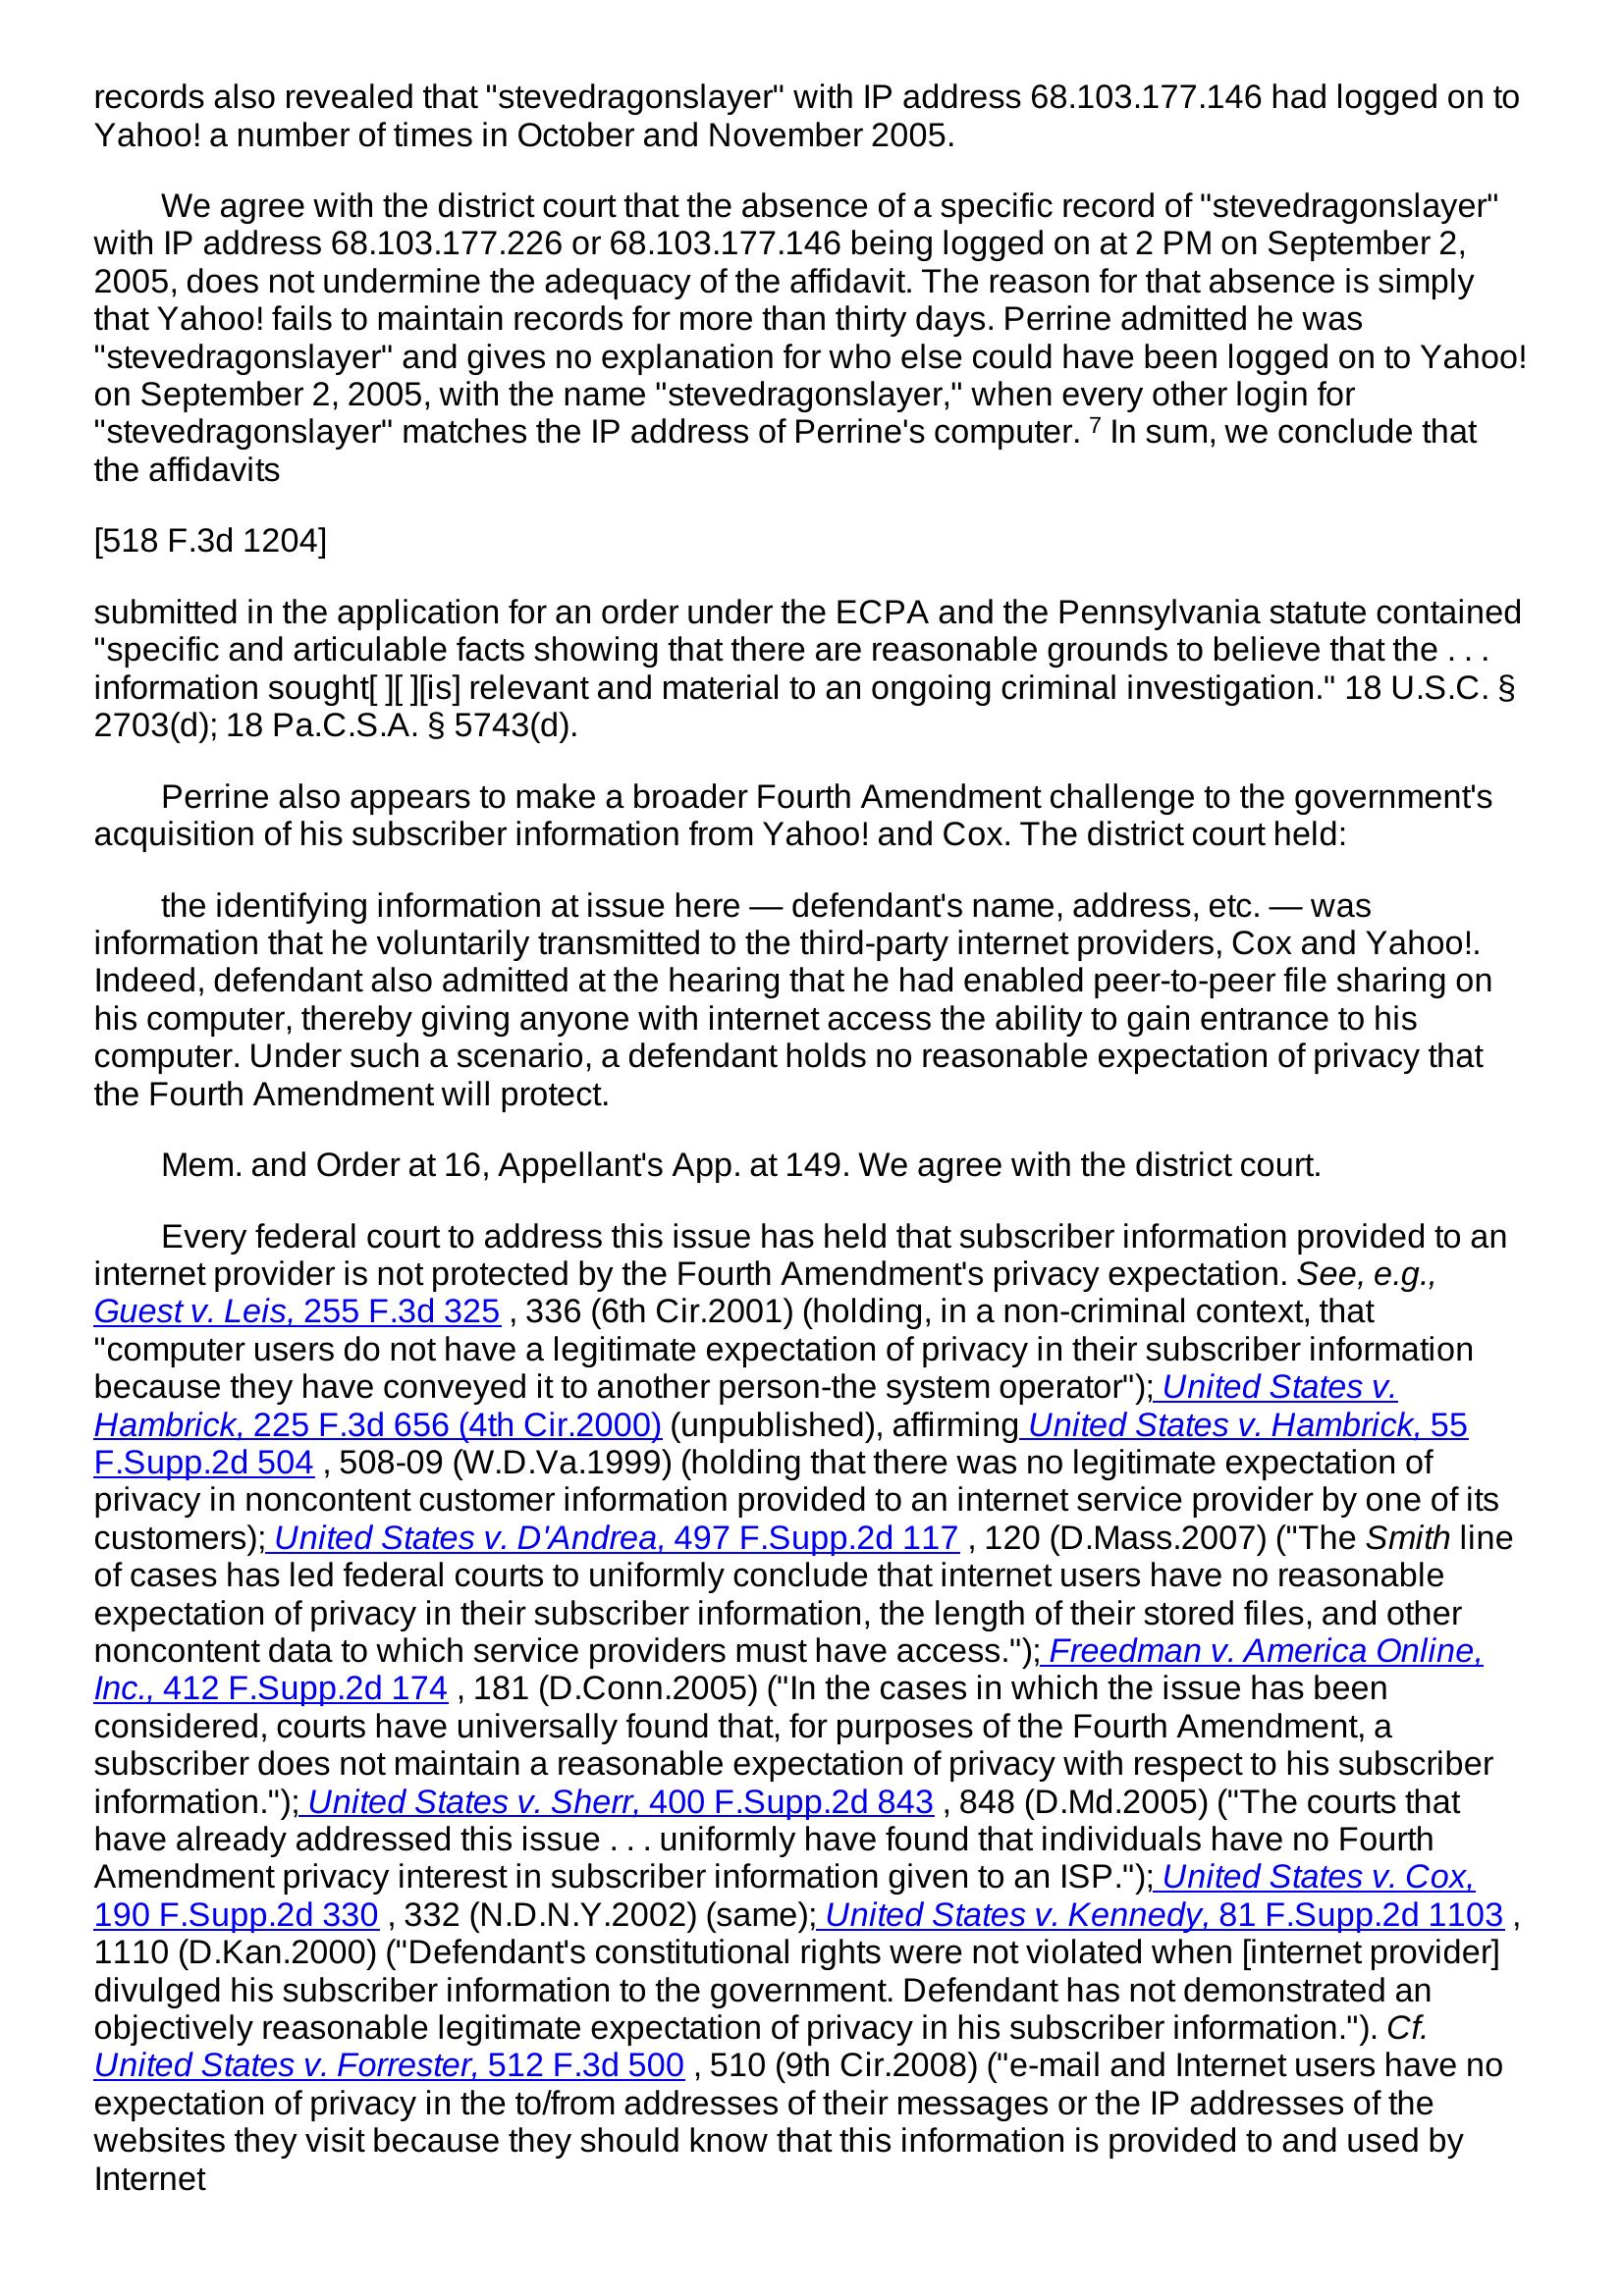 records also revealed that "stevedragonslayer" with IP address 68.103.177.146 had logged on to
Yahoo! a number of times in October and November 2005.
We agree with the district court that the absence of a specific record of "stevedragonslayer"
with IP address 68.103.177.226 or 68.103.177.146 being logged on at 2 PM on September 2,
2005, does not undermine the adequacy of the affidavit. The reason for that absence is simply
that Yahoo! fails to maintain records for more than thirty days. Perrine admitted he was
"stevedragonslayer" and gives no explanation for who else could have been logged on to Yahoo!
on September 2, 2005, with the name "stevedragonslayer," when every other login for
"stevedragonslayer" matches the IP address of Perrine's computer. 7 In sum, we conclude that
the affidavits
[518 F.3d 1204]
submitted in the application for an order under the ECPA and the Pennsylvania statute contained
"specific and articulable facts showing that there are reasonable grounds to believe that the . . .
information sought[ ][ ][is] relevant and material to an ongoing criminal investigation." 18 U.S.C. §
2703(d); 18 Pa.C.S.A. § 5743(d).
Perrine also appears to make a broader Fourth Amendment challenge to the government's
acquisition of his subscriber information from Yahoo! and Cox. The district court held:
the identifying information at issue here — defendant's name, address, etc. — was
information that he voluntarily transmitted to the third-party internet providers, Cox and Yahoo!.
Indeed, defendant also admitted at the hearing that he had enabled peer-to-peer file sharing on
his computer, thereby giving anyone with internet access the ability to gain entrance to his
computer. Under such a scenario, a defendant holds no reasonable expectation of privacy that
the Fourth Amendment will protect.
Mem. and Order at 16, Appellant's App. at 149. We agree with the district court.
Every federal court to address this issue has held that subscriber information provided to an
internet provider is not protected by the Fourth Amendment's privacy expectation. See, e.g.,
Guest v. Leis, 255 F.3d 325 , 336 (6th Cir.2001) (holding, in a non-criminal context, that
"computer users do not have a legitimate expectation of privacy in their subscriber information
because they have conveyed it to another person-the system operator"); United States v.
Hambrick, 225 F.3d 656 (4th Cir.2000) (unpublished), affirming United States v. Hambrick, 55
F.Supp.2d 504 , 508-09 (W.D.Va.1999) (holding that there was no legitimate expectation of
privacy in noncontent customer information provided to an internet service provider by one of its
customers); United States v. D'Andrea, 497 F.Supp.2d 117 , 120 (D.Mass.2007) ("The Smith line
of cases has led federal courts to uniformly conclude that internet users have no reasonable
expectation of privacy in their subscriber information, the length of their stored files, and other
noncontent data to which service providers must have access."); Freedman v. America Online,
Inc., 412 F.Supp.2d 174 , 181 (D.Conn.2005) ("In the cases in which the issue has been
considered, courts have universally found that, for purposes of the Fourth Amendment, a
subscriber does not maintain a reasonable expectation of privacy with respect to his subscriber
information."); United States v. Sherr, 400 F.Supp.2d 843 , 848 (D.Md.2005) ("The courts that
have already addressed this issue . . . uniformly have found that individuals have no Fourth
Amendment privacy interest in subscriber information given to an ISP."); United States v. Cox,
190 F.Supp.2d 330 , 332 (N.D.N.Y.2002) (same); United States v. Kennedy, 81 F.Supp.2d 1103 ,
1110 (D.Kan.2000) ("Defendant's constitutional rights were not violated when [internet provider]
divulged his subscriber information to the government. Defendant has not demonstrated an
objectively reasonable legitimate expectation of privacy in his subscriber information."). Cf.
United States v. Forrester, 512 F.3d 500 , 510 (9th Cir.2008) ("e-mail and Internet users have no
expectation of privacy in the to/from addresses of their messages or the IP addresses of the
websites they visit because they should know that this information is provided to and used by
Internet